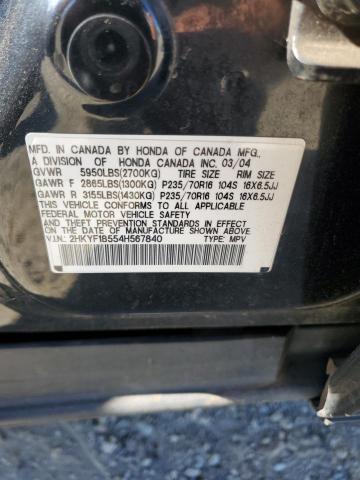 MFD. IN CANADA BY HONDA OF CANADA MFG.,
A DIVISION OF HONDA CANADA INC. 03/04
GVWR 5950LBS(2700KG) TIRE SIZE RIM SIZE
GAWR F 2865LBS(1300KG) P235/70R16 104S 16X6.5JJ
GAWR R 3155LBS(1430KG) P235/70R16 104S 16X6.5JJ
THIS VEHICLE CONFORMS TO ALL APPLICABLE
FEDERAL MOTOR VEHICLE SAFETY, BUMPER,
AND THEFT PREVENTION STANDARDS IN EFFECT
ON THE DATE OF MANUFACTURE SHOWN ABOVE.
V.I.N.: 2HKYF18554H567840 TYPE: MPV